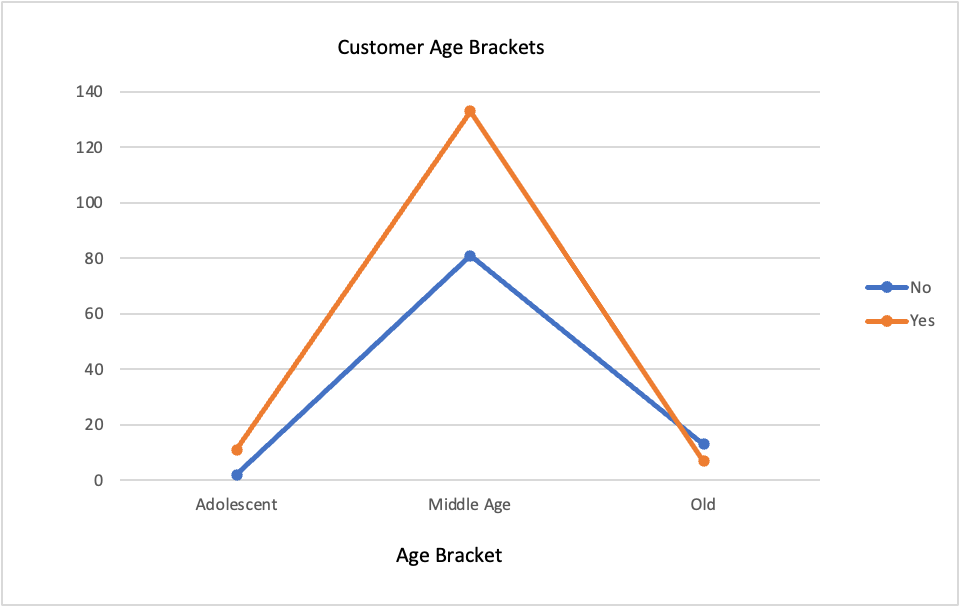 Customer Age Brackets
140
120
100
80
60
40
20
0
Adolescent Middle Age Old
Age Bracket
No
Yes